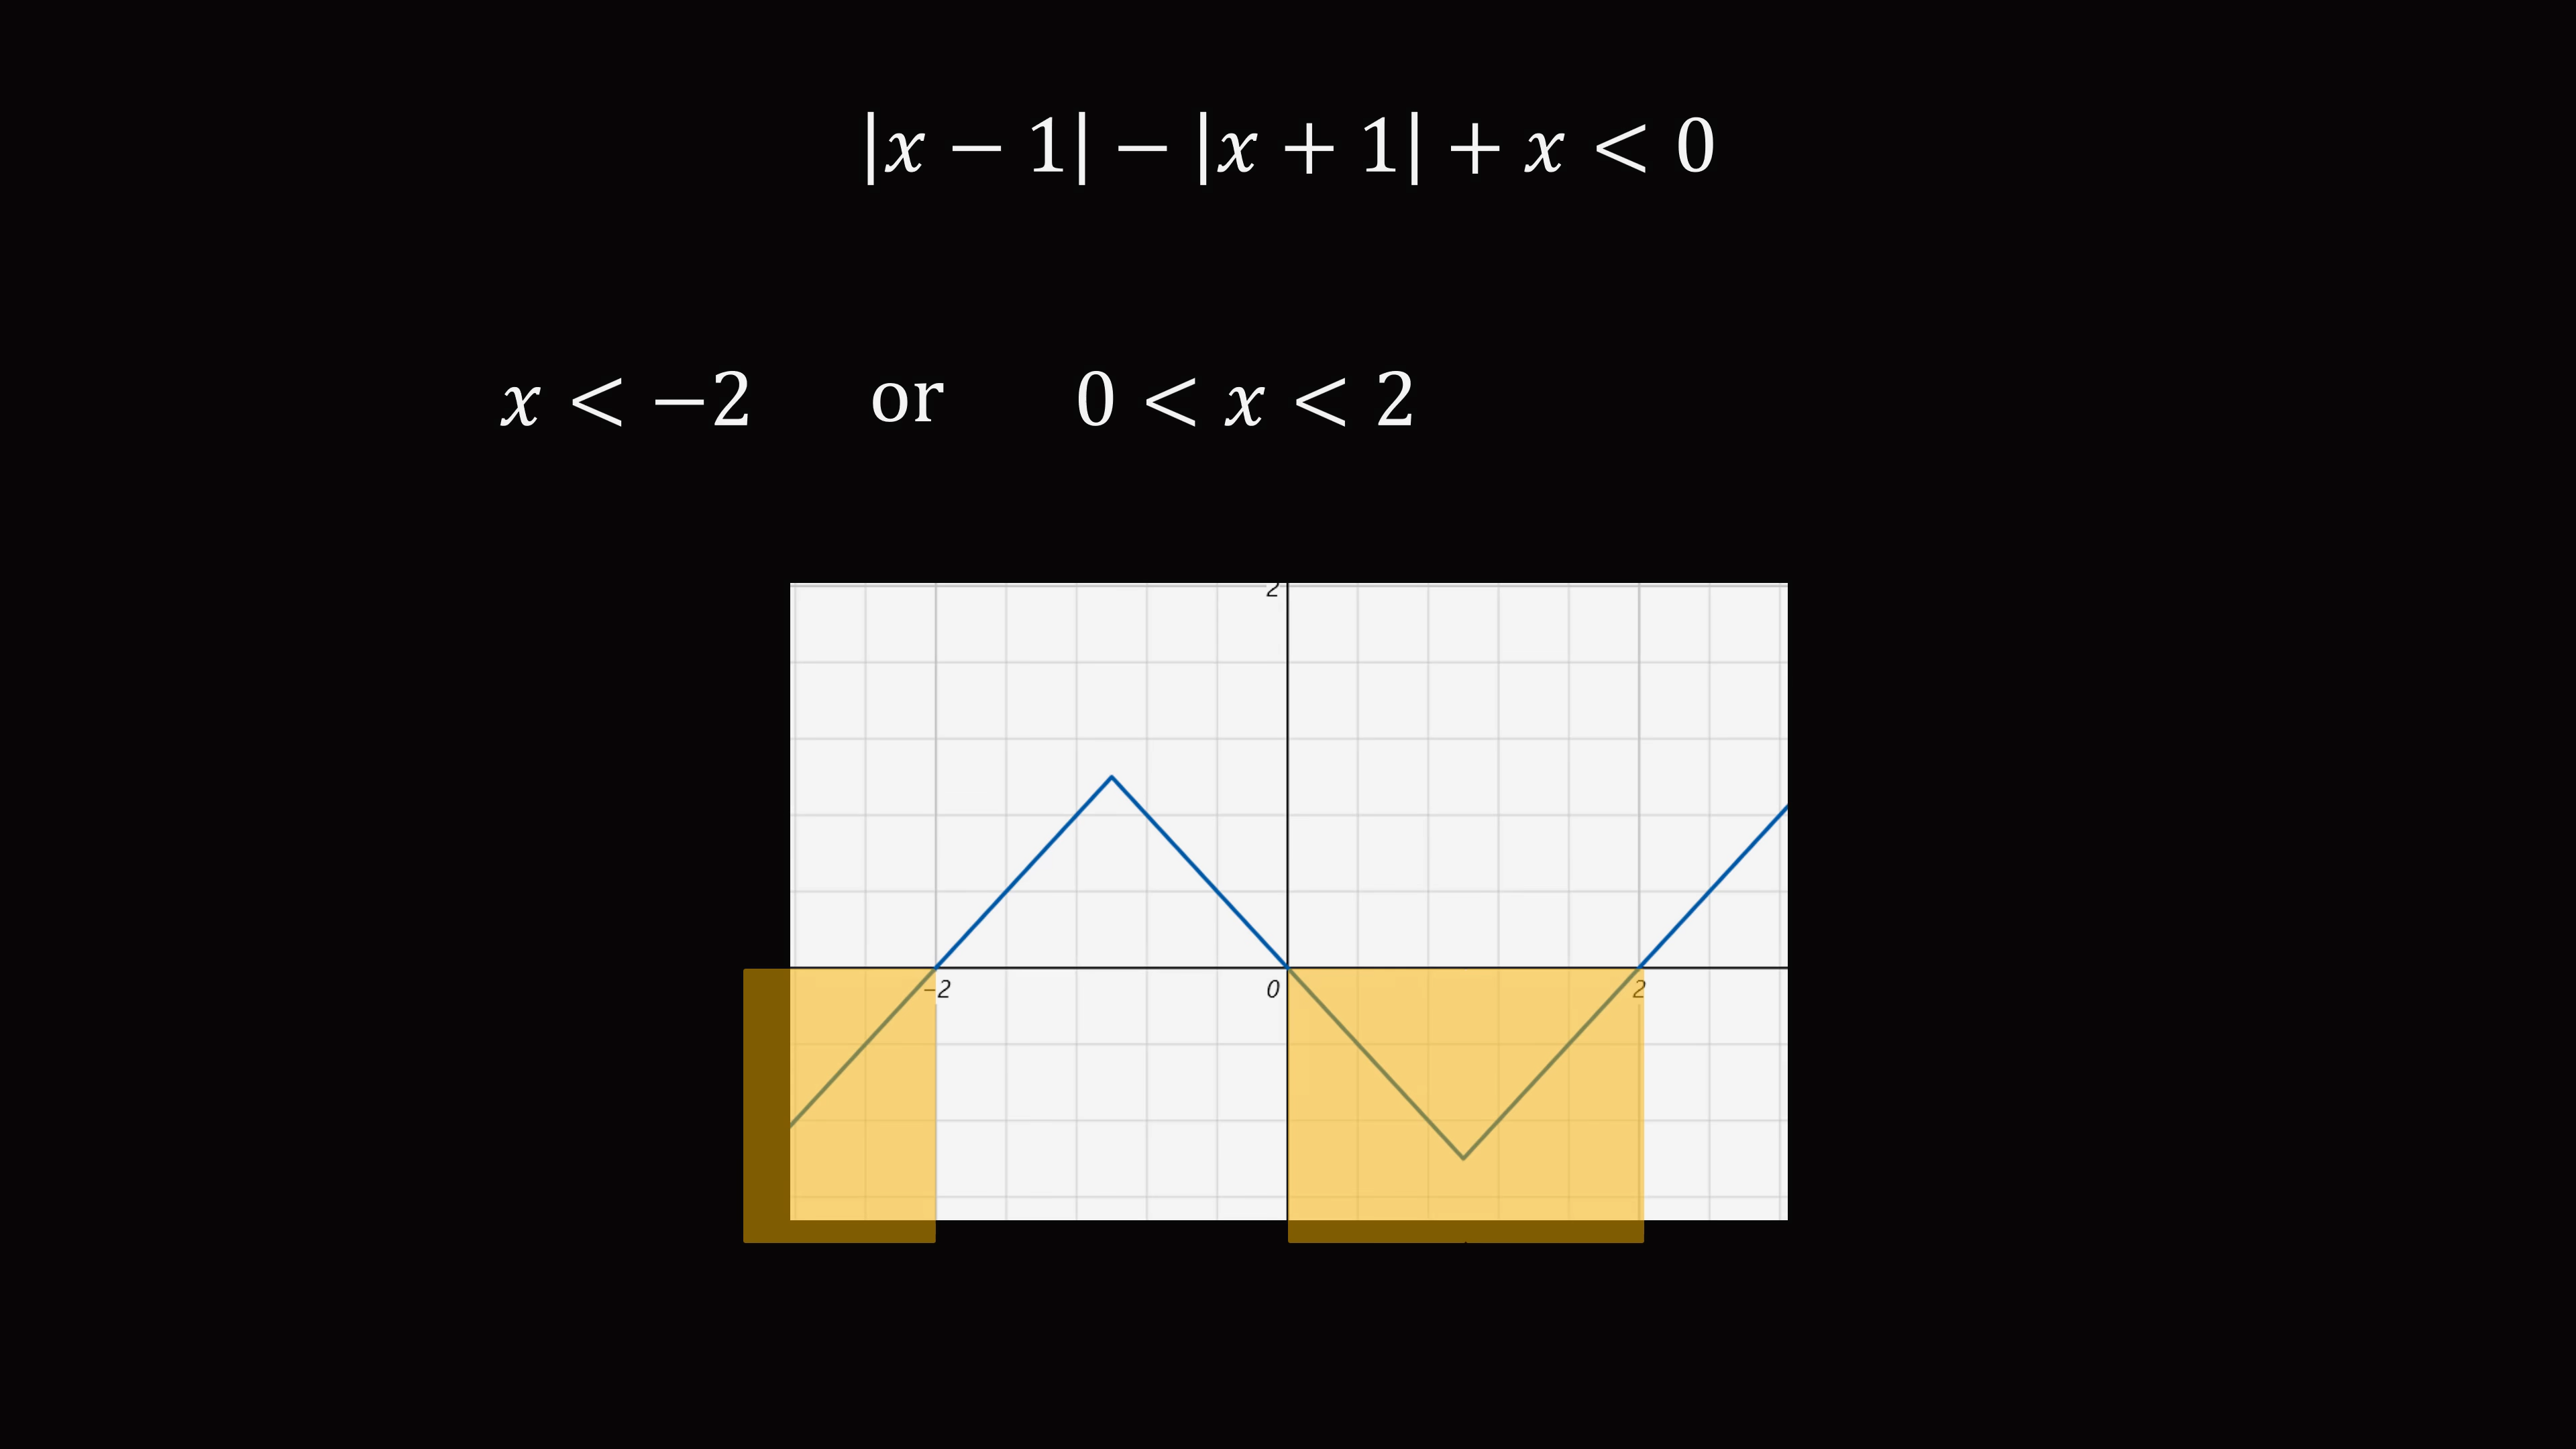 |x − 1| − |x + 1| + x < 0
x < −2 or 0 < x < 2
2
−2 0 2